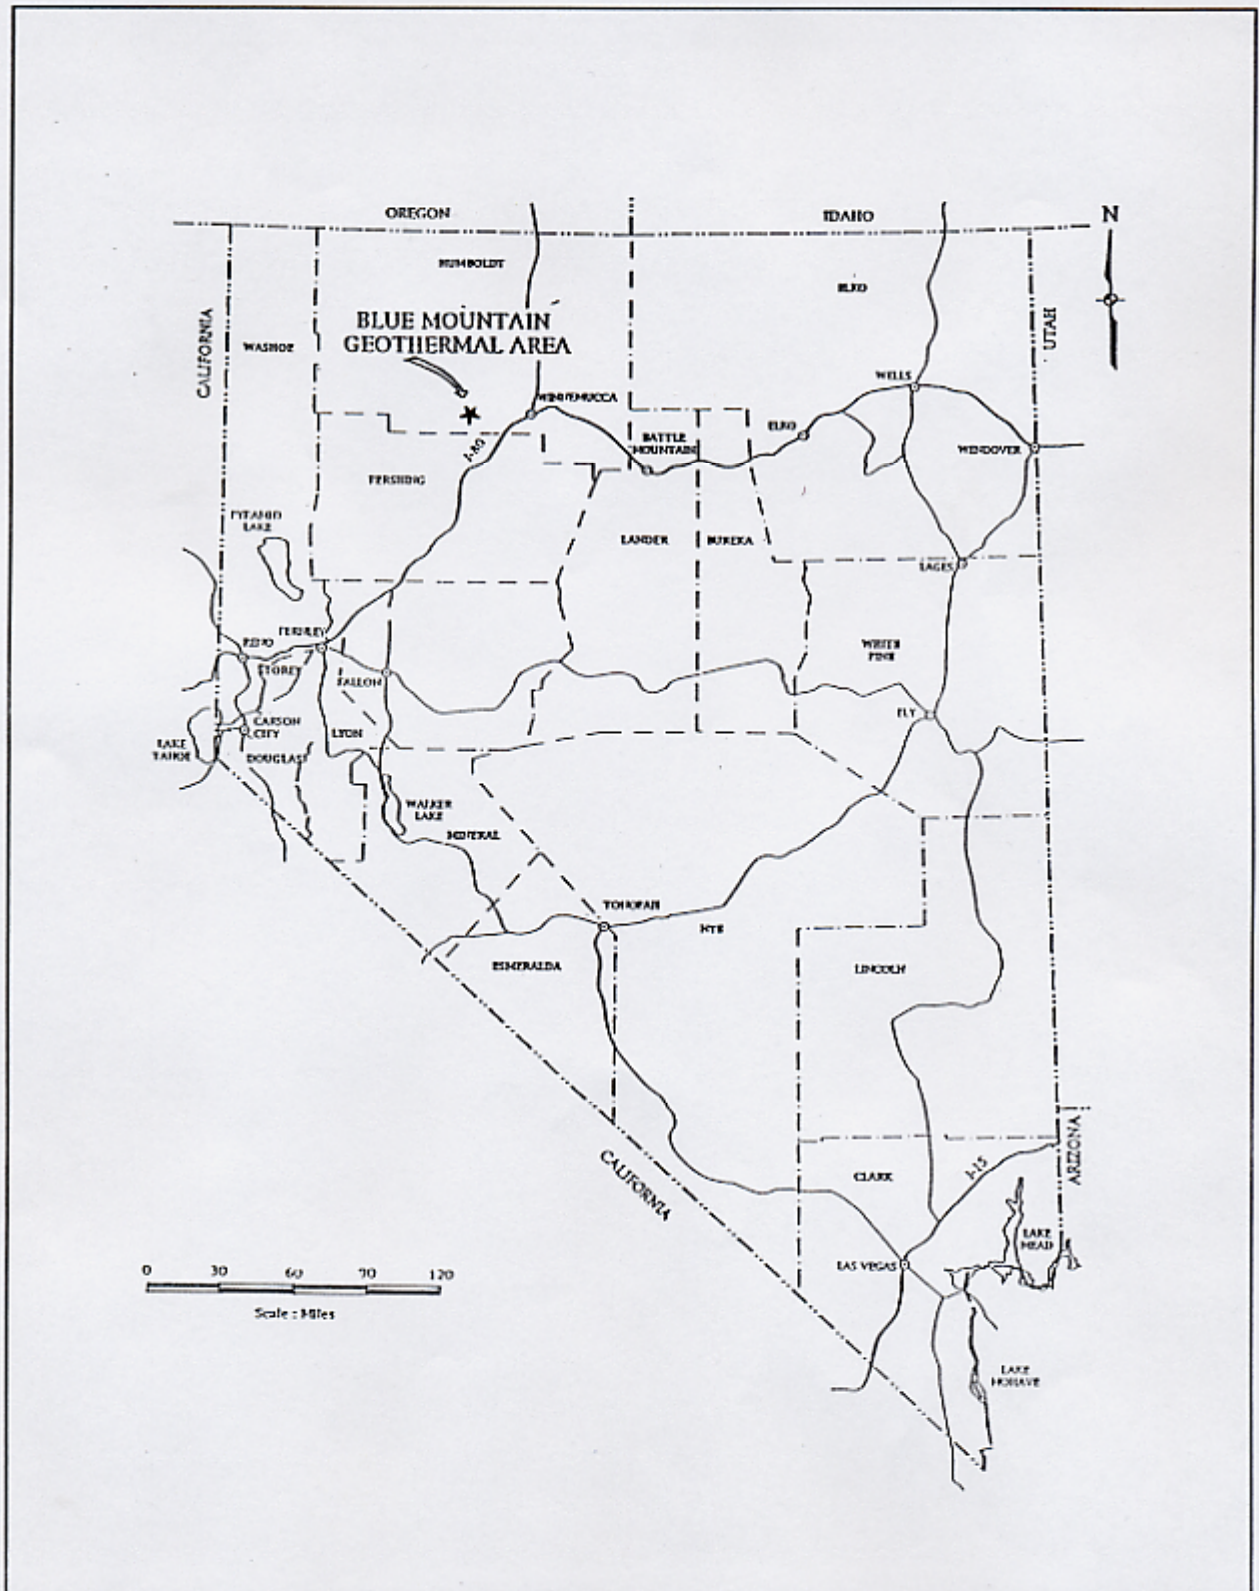 OREGON
IDAHO
N
HUMBOLDT
ELKO
CALIFORNIA
WASHOE
UTAH
BLUE MOUNTAIN
GEOTHERMAL AREA
WELLS
WINNEMUCCA
ELKO
BATTLE
MOUNTAIN
WENDOVER
I-80
PERSHING
PYRAMID
LAKE
LANDER
EUREKA
LAGES
FERNLEY
RENO
STOREY
FALLON
WHITE
PINE
ELY
CARSON
CITY
LYON
LAKE
TAHOE
DOUGLAS
WALKER
LAKE
MINERAL
TONOPAH
NYE
ESMERALDA
LINCOLN
CALIFORNIA
ARIZONA
CLARK
I-15
LAKE
MEAD
LAS VEGAS
0 30 60 90 120
Scale : Miles
LAKE
MOHAVE